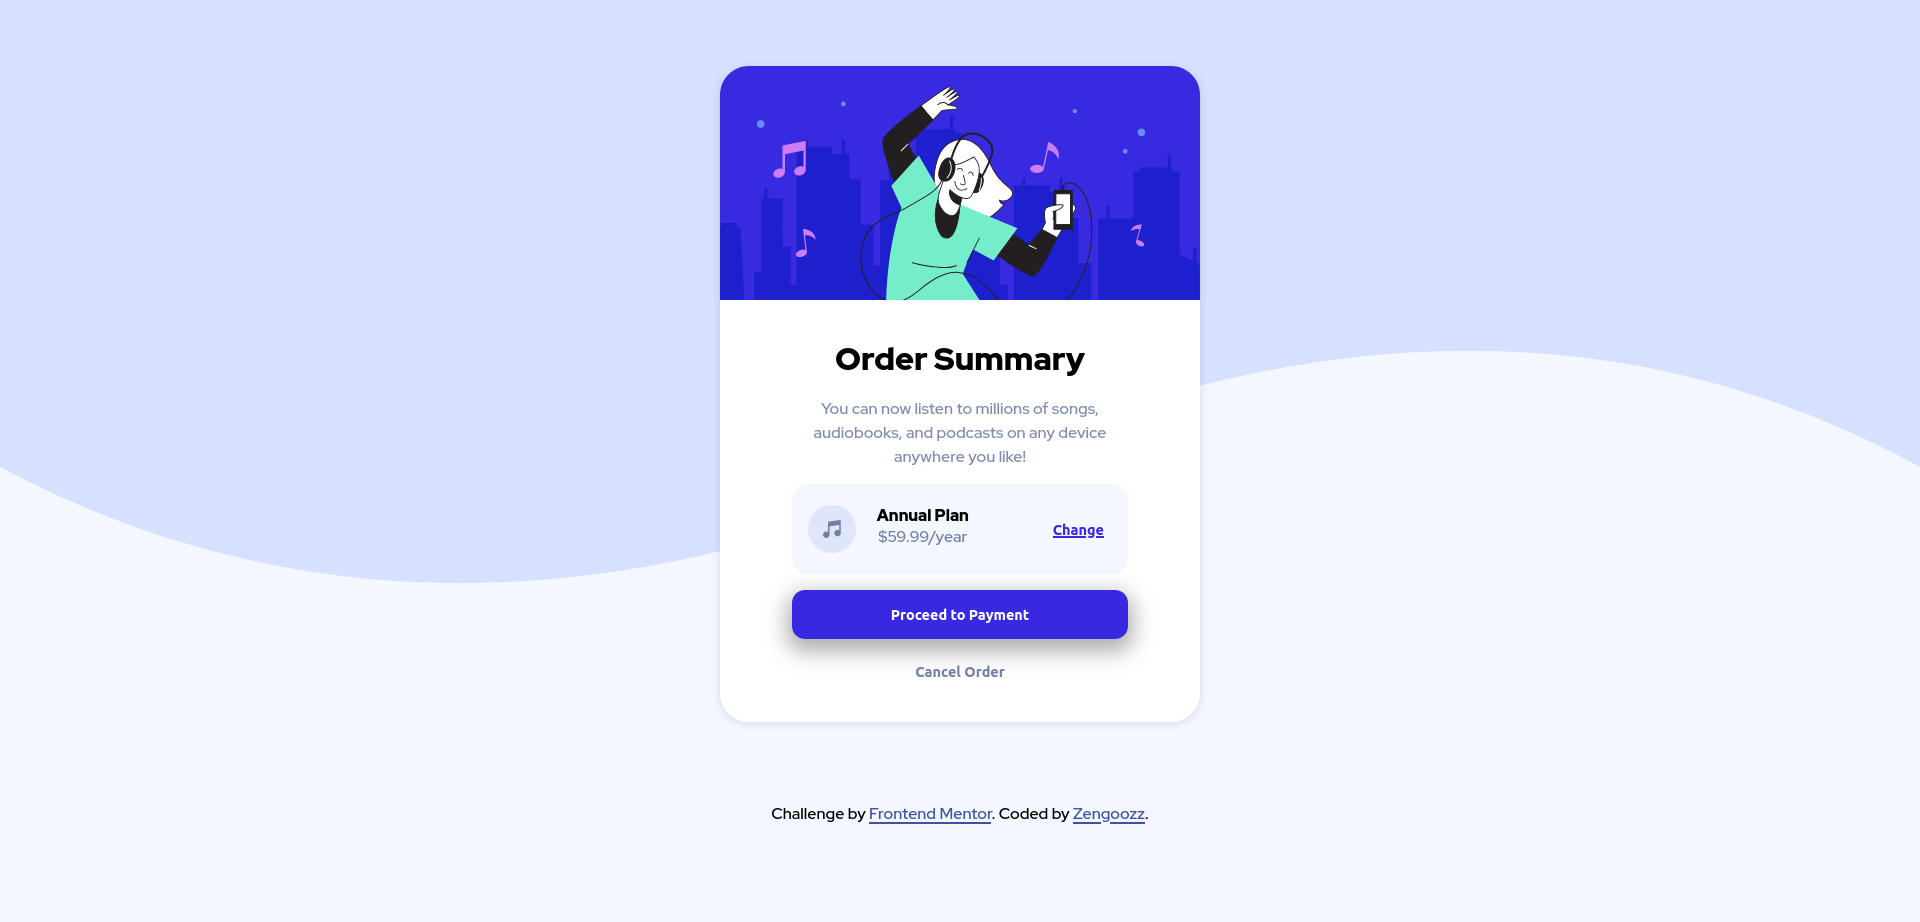 Order Summary
You can now listen to millions of songs,
audiobooks, and podcasts on any device
anywhere you like!
Annual Plan
$59.99/year
Change
Proceed to Payment
Cancel Order
Challenge by Frontend Mentor. Coded by Zengoozz.